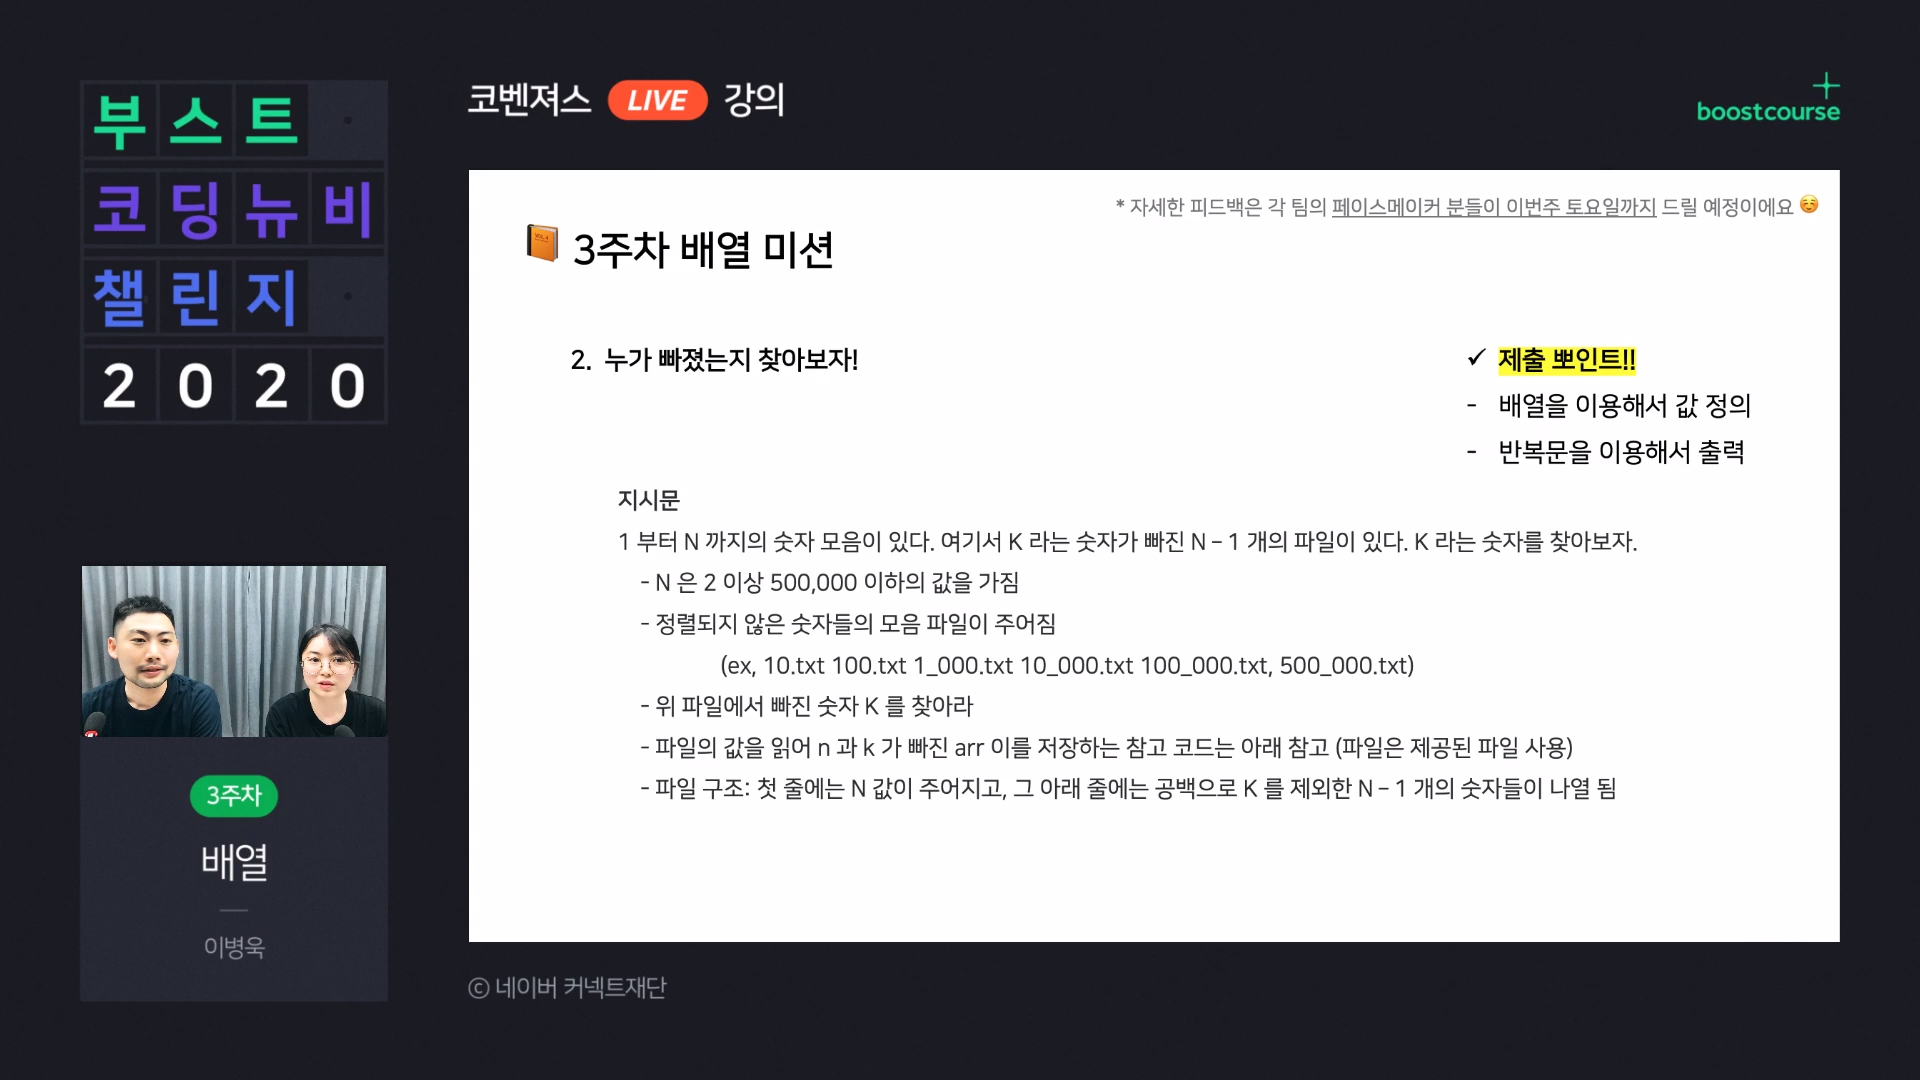 부스트
코딩뉴비
챌린지
2020
코벤져스 LIVE 강의
boostcourse
* 자세한 피드백은 각 팀의 페이스메이커 분들이 이번주 토요일까지 드릴 예정이에요
3주차 배열 미션
2. 누가 빠졌는지 찾아보자!
✓ 제출 뽀인트!!
- 배열을 이용해서 값 정의
- 반복문을 이용해서 출력
지시문
1 부터 N 까지의 숫자 모음이 있다. 여기서 K 라는 숫자가 빠진 N – 1 개의 파일이 있다. K 라는 숫자를 찾아보자.
- N 은 2 이상 500,000 이하의 값을 가짐
- 정렬되지 않은 숫자들의 모음 파일이 주어짐
(ex, 10.txt 100.txt 1_000.txt 10_000.txt 100_000.txt, 500_000.txt)
- 위 파일에서 빠진 숫자 K 를 찾아라
- 파일의 값을 읽어 n 과 k 가 빠진 arr 이를 저장하는 참고 코드는 아래 참고 (파일은 제공된 파일 사용)
- 파일 구조: 첫 줄에는 N 값이 주어지고, 그 아래 줄에는 공백으로 K 를 제외한 N – 1 개의 숫자들이 나열 됨
3주차
배열
이병욱
ⓒ 네이버 커넥트재단